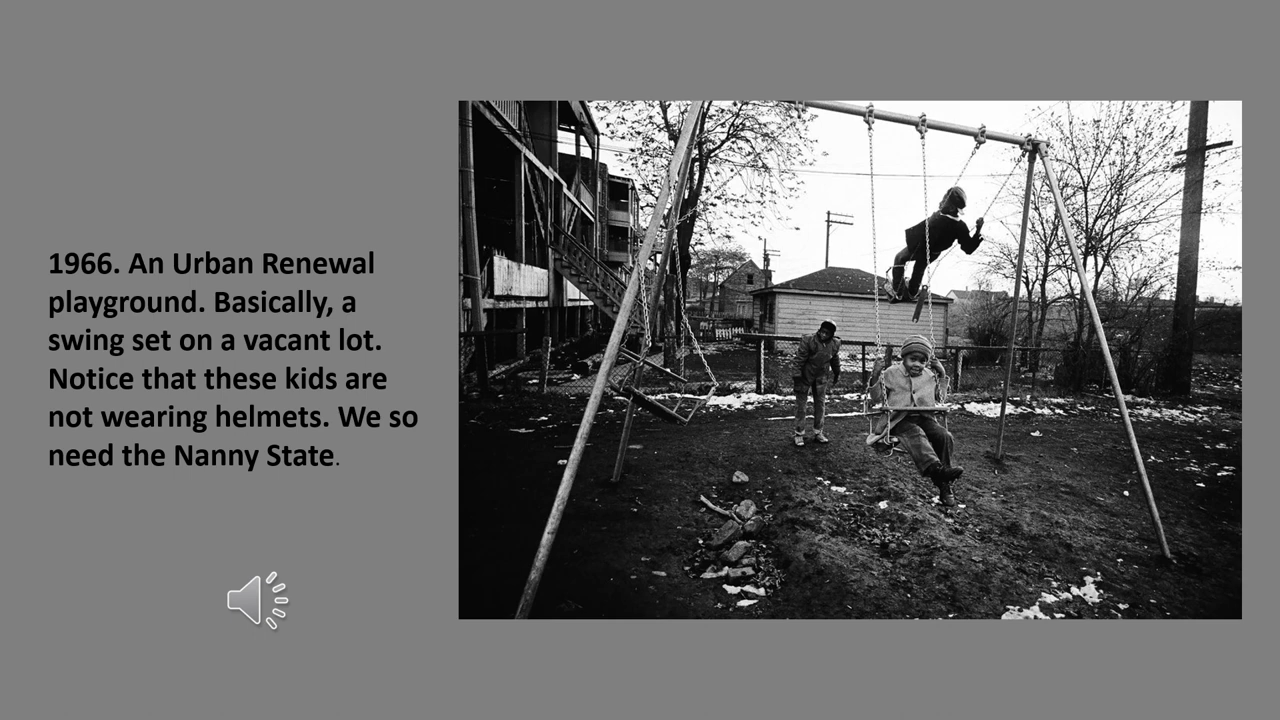 1966. An Urban Renewal
playground. Basically, a
swing set on a vacant lot.
Notice that these kids are
not wearing helmets. We so
need the Nanny State.